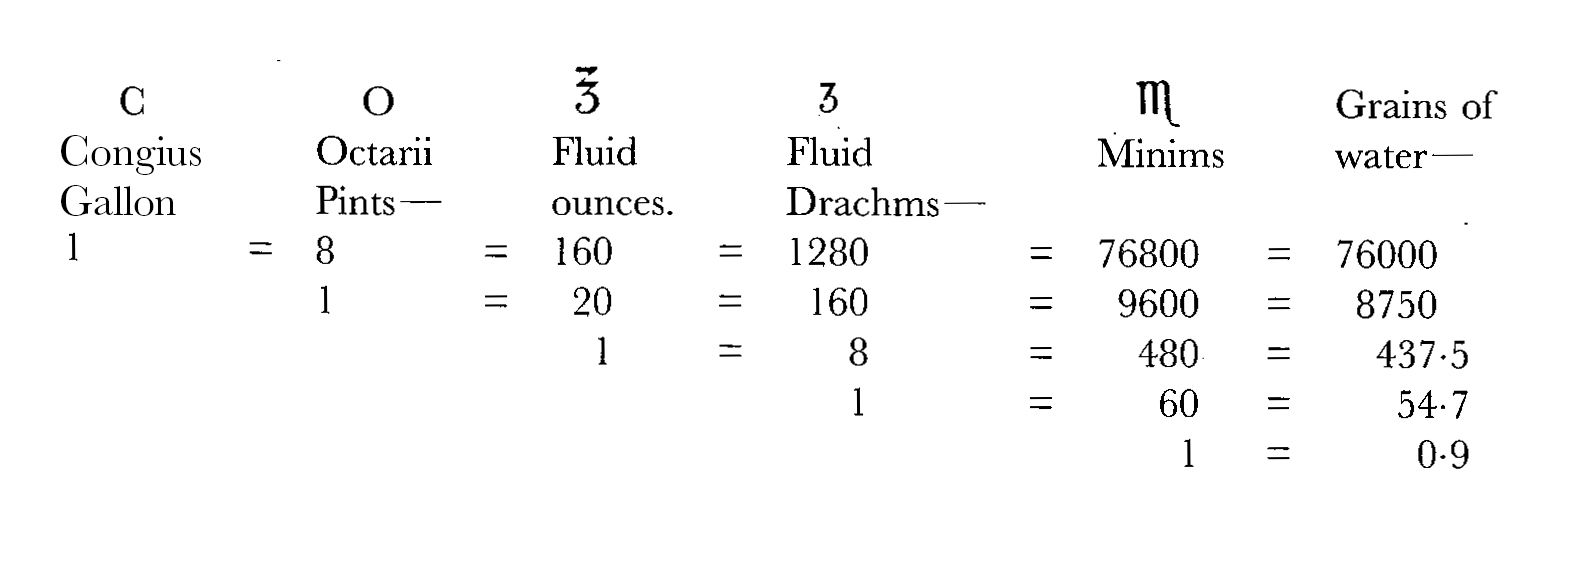 C O ℥ ʒ ♏ Grains of
Congius Octarii Fluid Fluid Minims water—
Gallon Pints— ounces. Drachms—
1 = 8 = 160 = 1280 = 76800 = 76000
1 = 20 = 160 = 9600 = 8750
1 = 8 = 480 = 437·5
1 = 60 = 54·7
1 = 0·9